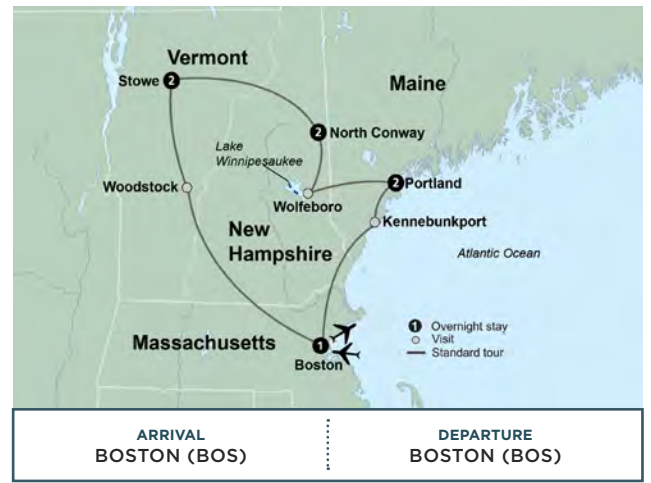 Vermont
Stowe 2
Maine
2 North Conway
Lake
Winnipesaukee
Woodstock
2 Portland
Wolfeboro
Kennebunkport
New
Hampshire
Atlantic Ocean
Massachusetts
1
Boston
1 Overnight stay
Visit
Standard tour
ARRIVAL
BOSTON (BOS)
DEPARTURE
BOSTON (BOS)